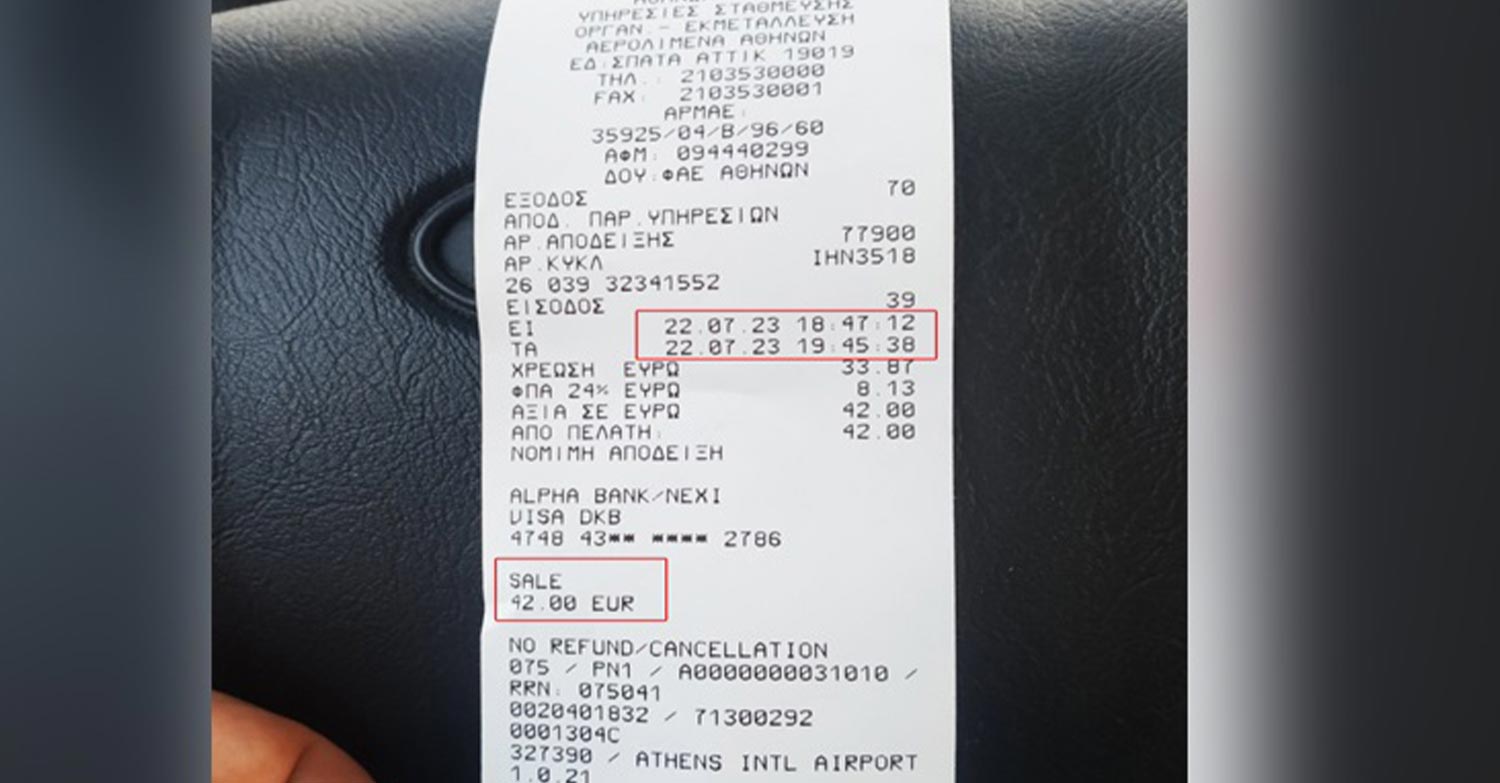 ΥΠΗΡΕΣΙΕΣ ΣΤΑΘΜΕΥΣΗΣ
ΟΡΓΑΝ.- ΕΚΜΕΤΑΛΛΕΥΣΗ
ΑΕΡΟΛΙΜΕΝΑ ΑΘΗΝΩΝ
ΕΔ:ΣΠΑΤΑ ΑΤΤΙΚ 19019
ΤΗΛ.: 2103530000
FAX: 2103530001
ΑΡΜΑΕ:
35925/04/Β/96/60
ΑΦΜ: 094440299
ΔΟΥ:ΦΑΕ ΑΘΗΝΩΝ
ΕΞΟΔΟΣ 70
ΑΠΟΔ. ΠΑΡ.ΥΠΗΡΕΣΙΩΝ
ΑΡ.ΑΠΟΔΕΙΞΗΣ 77900
ΑΡ.ΚΥΚΛ ΙΗΝ3518
26 039 32341552
ΕΙΣΟΔΟΣ 39
ΕΙ 22.07.23 18:47:12
ΤΑ 22.07.23 19:45:38
ΧΡΕΩΣΗ ΕΥΡΩ 33.87
ΦΠΑ 24% ΕΥΡΩ 8.13
ΑΞΙΑ ΣΕ ΕΥΡΩ 42.00
ΑΠΟ ΠΕΛΑΤΗ: 42.00
ΝΟΜΙΜΗ ΑΠΟΔΕΙΞΗ
ALPHA BANK/NEXI
VISA DKB
4748 43** **** 2786
SALE
42.00 EUR
NO REFUND/CANCELLATION
075 / PN1 / A0000000031010 /
RRN: 075041
0020401832 / 71300292
0001304C
327390 / ATHENS INTL AIRPORT
1.0.21